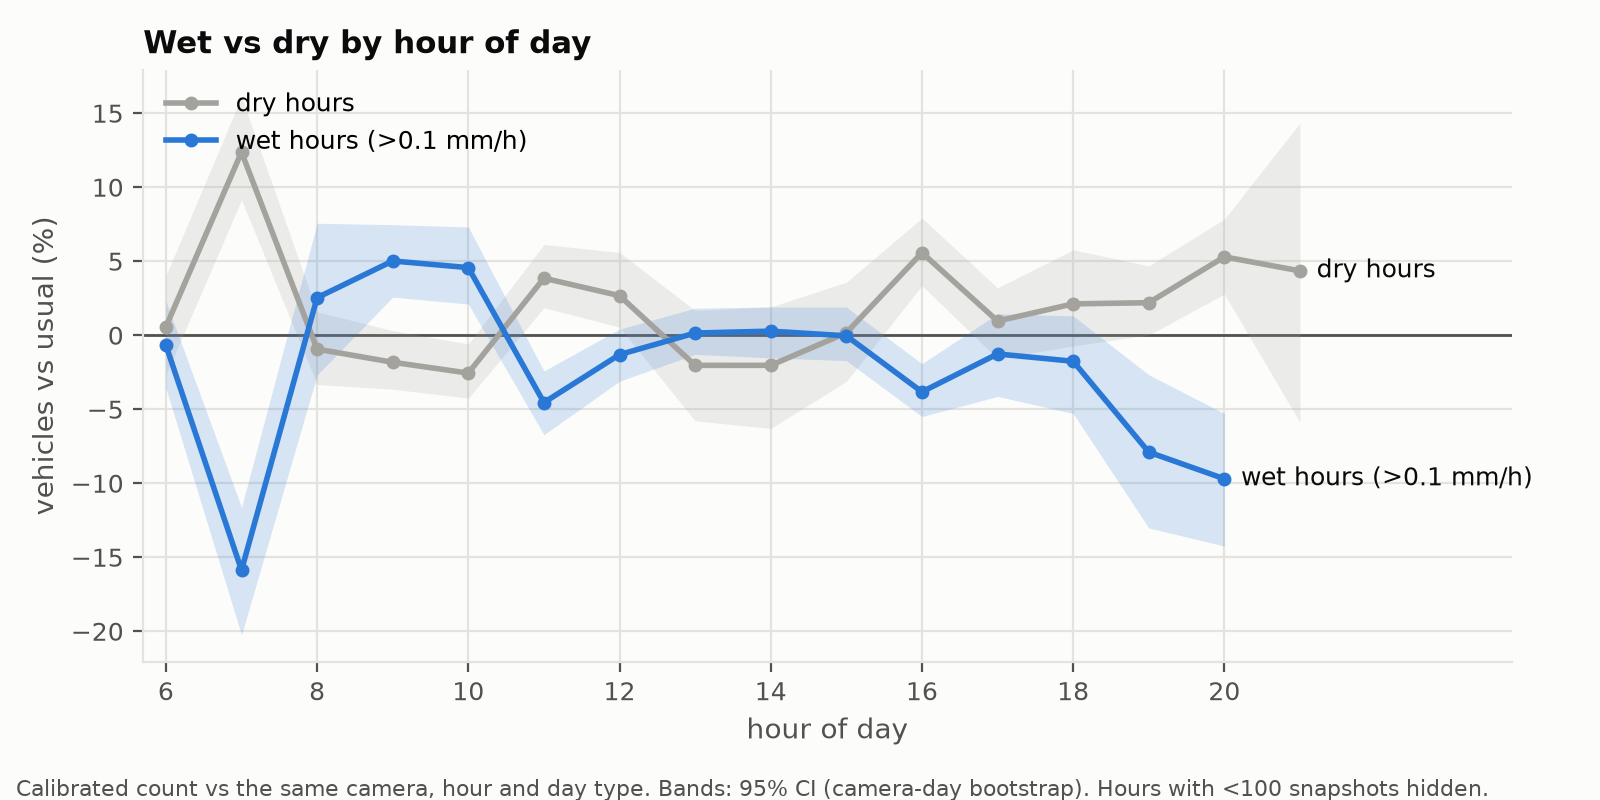 Wet vs dry by hour of day
dry hours
wet hours (>0.1 mm/h)
vehicles vs usual (%)
15
10
5
0
−5
−10
−15
−20
dry hours
wet hours (>0.1 mm/h)
6 8 10 12 14 16 18 20
hour of day
Calibrated count vs the same camera, hour and day type. Bands: 95% CI (camera-day bootstrap). Hours with <100 snapshots hidden.